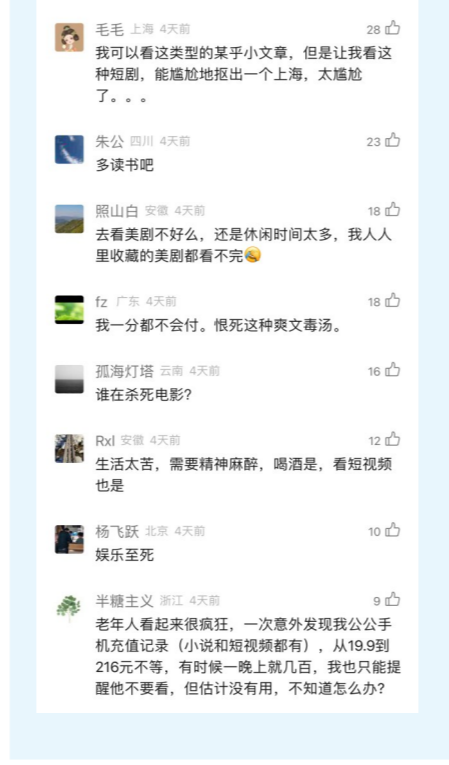 毛毛 上海 4天前 28
我可以看这类型的某乎小文章，但是让我看这
种短剧，能尴尬地抠出一个上海，太尴尬
了。。。
朱公 四川 4天前 23
多读书吧
照山白 安徽 4天前 18
去看美剧不好么，还是休闲时间太多，我人人
里收藏的美剧都看不完
fz 广东 4天前 18
我一分都不会付。恨死这种爽文毒汤。
孤海灯塔 云南 4天前 16
谁在杀死电影?
Rxl 安徽 4天前 12
生活太苦，需要精神麻醉，喝酒是，看短视频
也是
杨飞跃 北京 4天前 10
娱乐至死
半糖主义 浙江 4天前 9
老年人看起来很疯狂，一次意外发现我公公手
机充值记录（小说和短视频都有），从19.9到
216元不等，有时候一晚上就几百，我也只能提
醒他不要看，但估计没有用，不知道怎么办?